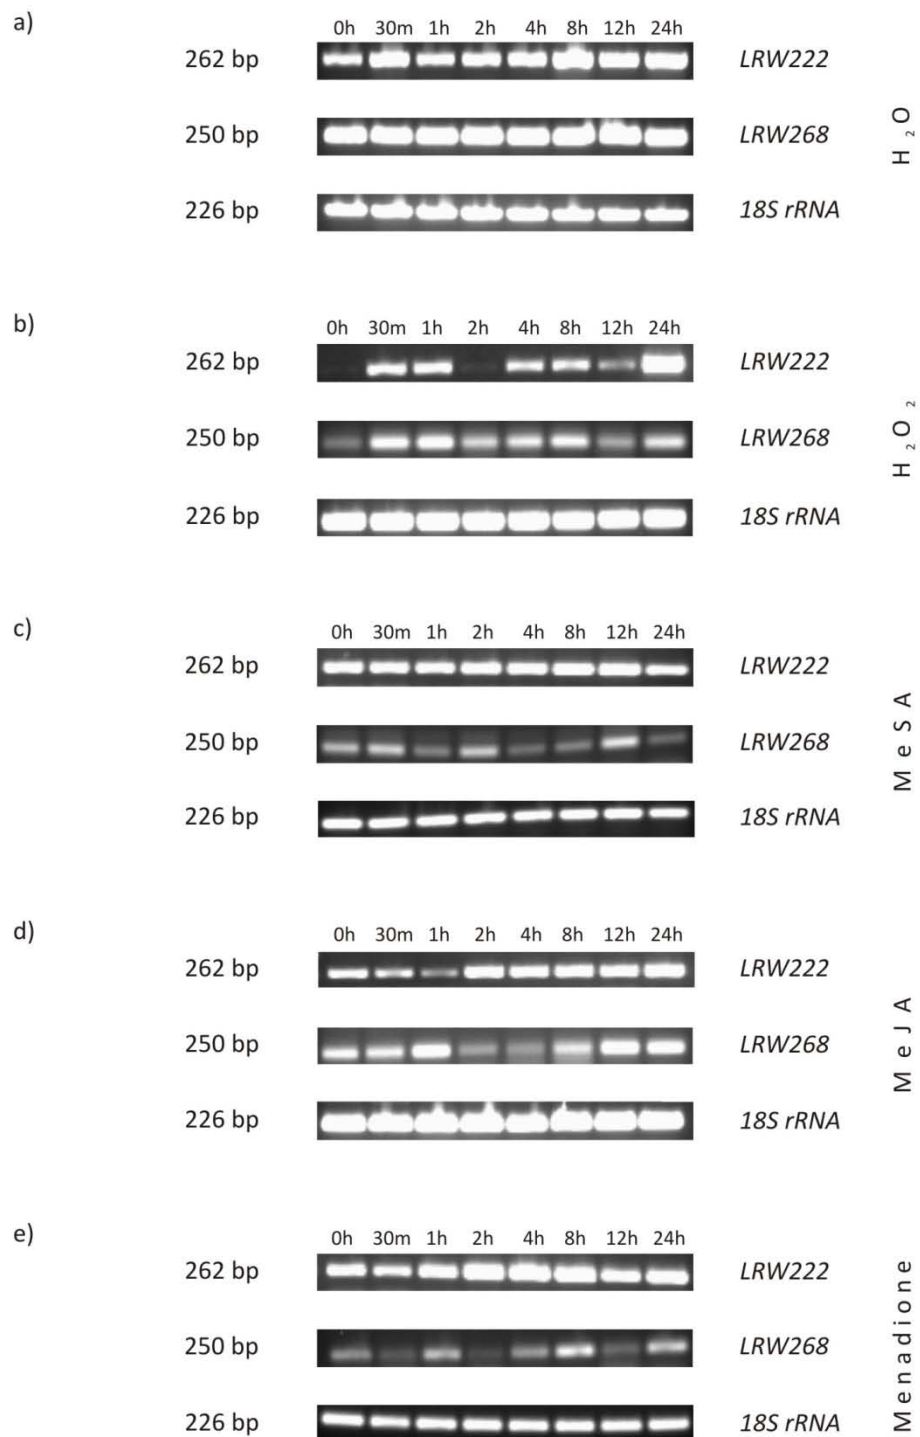 a)
0h 30m 1h 2h 4h 8h 12h 24h
262 bp LRW222
250 bp LRW268
226 bp 18S rRNA
H₂O
b)
0h 30m 1h 2h 4h 8h 12h 24h
262 bp LRW222
250 bp LRW268
226 bp 18S rRNA
H₂O₂
c)
0h 30m 1h 2h 4h 8h 12h 24h
262 bp LRW222
250 bp LRW268
226 bp 18S rRNA
MeSA
d)
0h 30m 1h 2h 4h 8h 12h 24h
262 bp LRW222
250 bp LRW268
226 bp 18S rRNA
MeJA
e)
0h 30m 1h 2h 4h 8h 12h 24h
262 bp LRW222
250 bp LRW268
226 bp 18S rRNA
Menadione